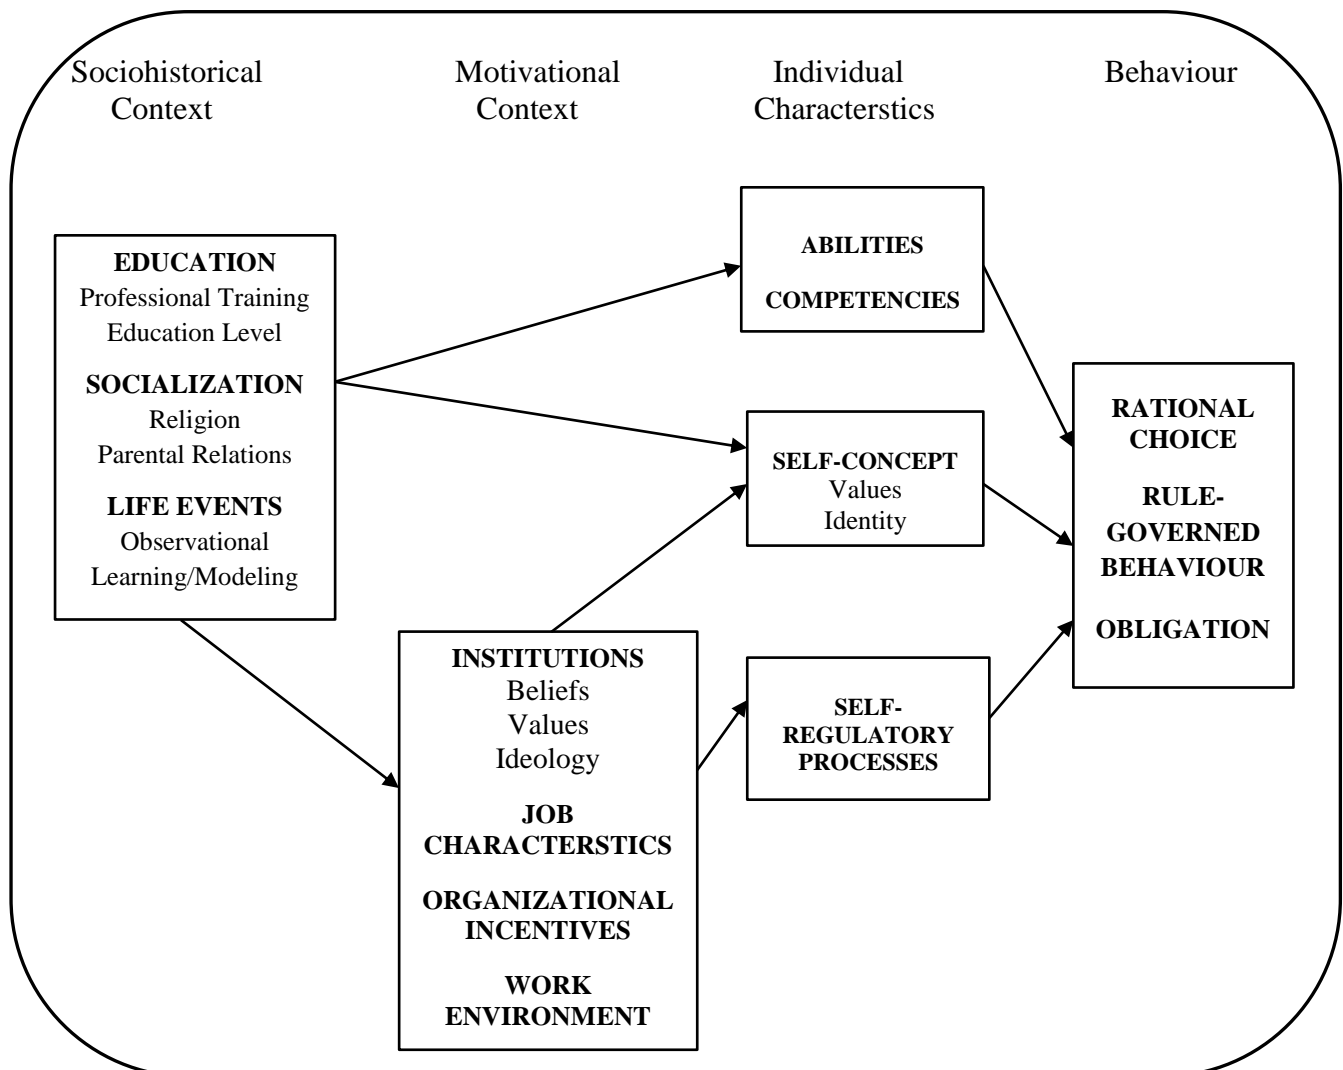 Sociohistorical
Context
Motivational
Context
Individual
Characterstics
Behaviour
EDUCATION
Professional Training
Education Level
SOCIALIZATION
Religion
Parental Relations
LIFE EVENTS
Observational
Learning/Modeling
INSTITUTIONS
Beliefs
Values
Ideology
JOB
CHARACTERSTICS
ORGANIZATIONAL
INCENTIVES
WORK
ENVIRONMENT
ABILITIES
COMPETENCIES
SELF-CONCEPT
Values
Identity
SELF-
REGULATORY
PROCESSES
RATIONAL
CHOICE
RULE-
GOVERNED
BEHAVIOUR
OBLIGATION